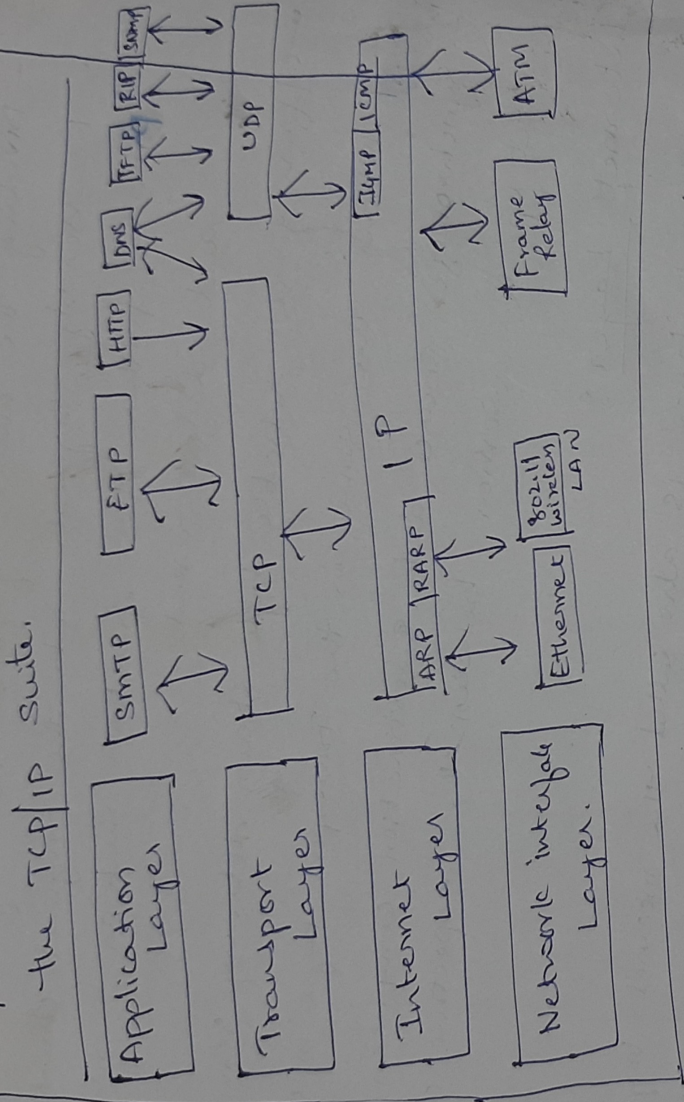 the TCP/IP Suite.
Application
Layer
SMTP
FTP
HTTP
DNS
TFTP
RIP
SNMP
Transport
Layer
TCP
UDP
Internet
Layer
ARP
RARP
IP
IGMP
ICMP
Network interface
Layer.
Ethernet
802.11
wireless
LAN
Frame
Relay
ATM